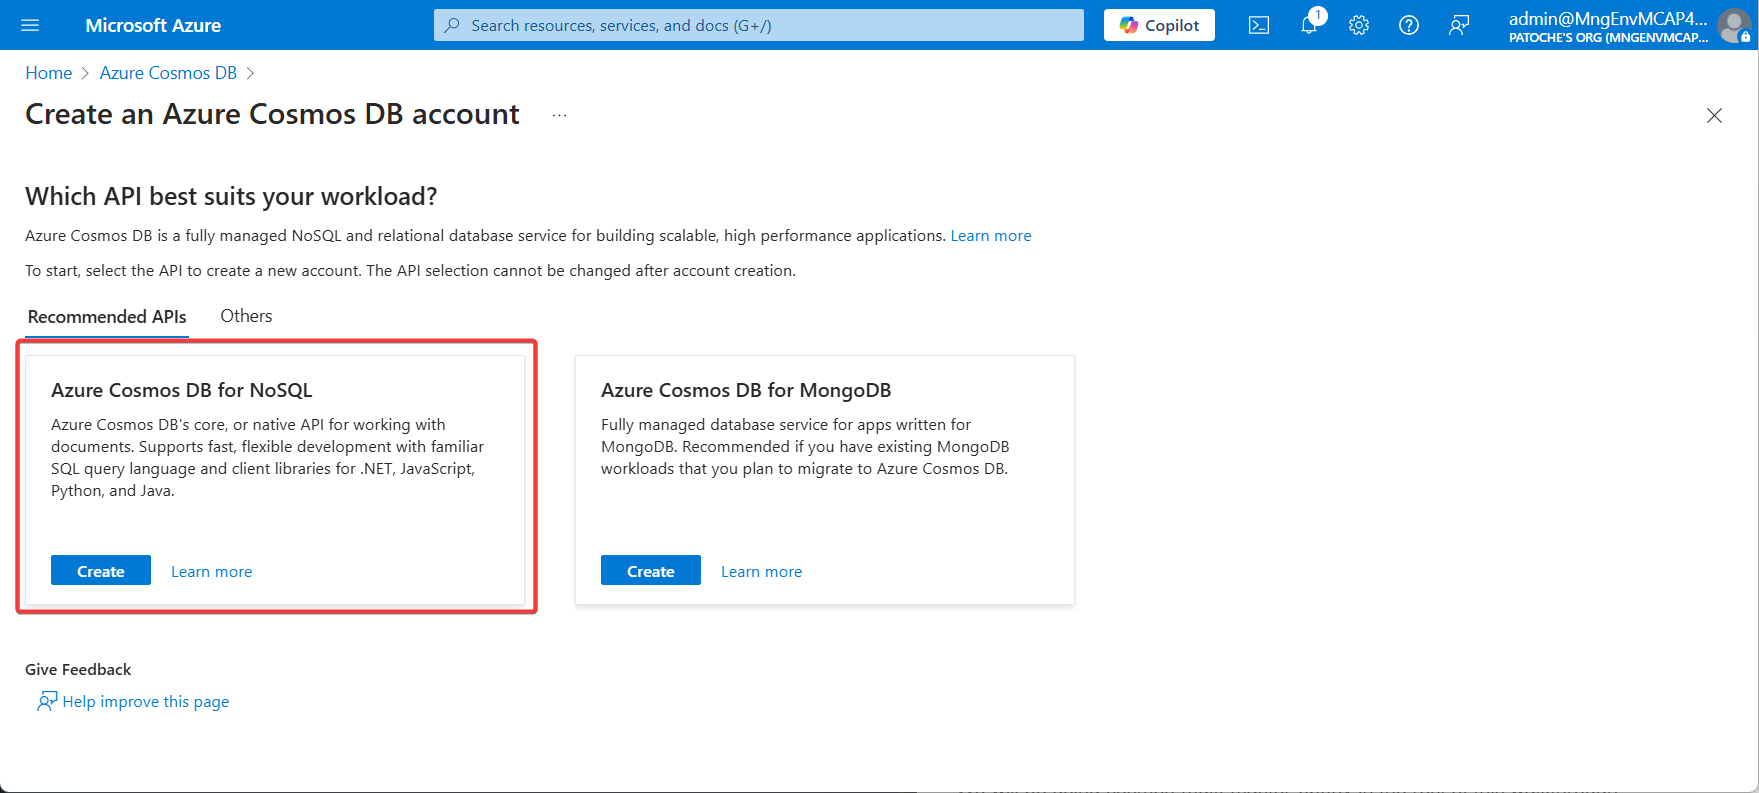 Microsoft Azure
Search resources, services, and docs (G+/)
Copilot
1
admin@MngEnvMCAP4...
PATOCHE'S ORG (MNGENVMCAP...
Home > Azure Cosmos DB >
Create an Azure Cosmos DB account ...
Which API best suits your workload?
Azure Cosmos DB is a fully managed NoSQL and relational database service for building scalable, high performance applications. Learn more
To start, select the API to create a new account. The API selection cannot be changed after account creation.
Recommended APIs
Others
Azure Cosmos DB for NoSQL
Azure Cosmos DB's core, or native API for working with
documents. Supports fast, flexible development with familiar
SQL query language and client libraries for .NET, JavaScript,
Python, and Java.
Create
Learn more
Azure Cosmos DB for MongoDB
Fully managed database service for apps written for
MongoDB. Recommended if you have existing MongoDB
workloads that you plan to migrate to Azure Cosmos DB.
Create
Learn more
Give Feedback
Help improve this page